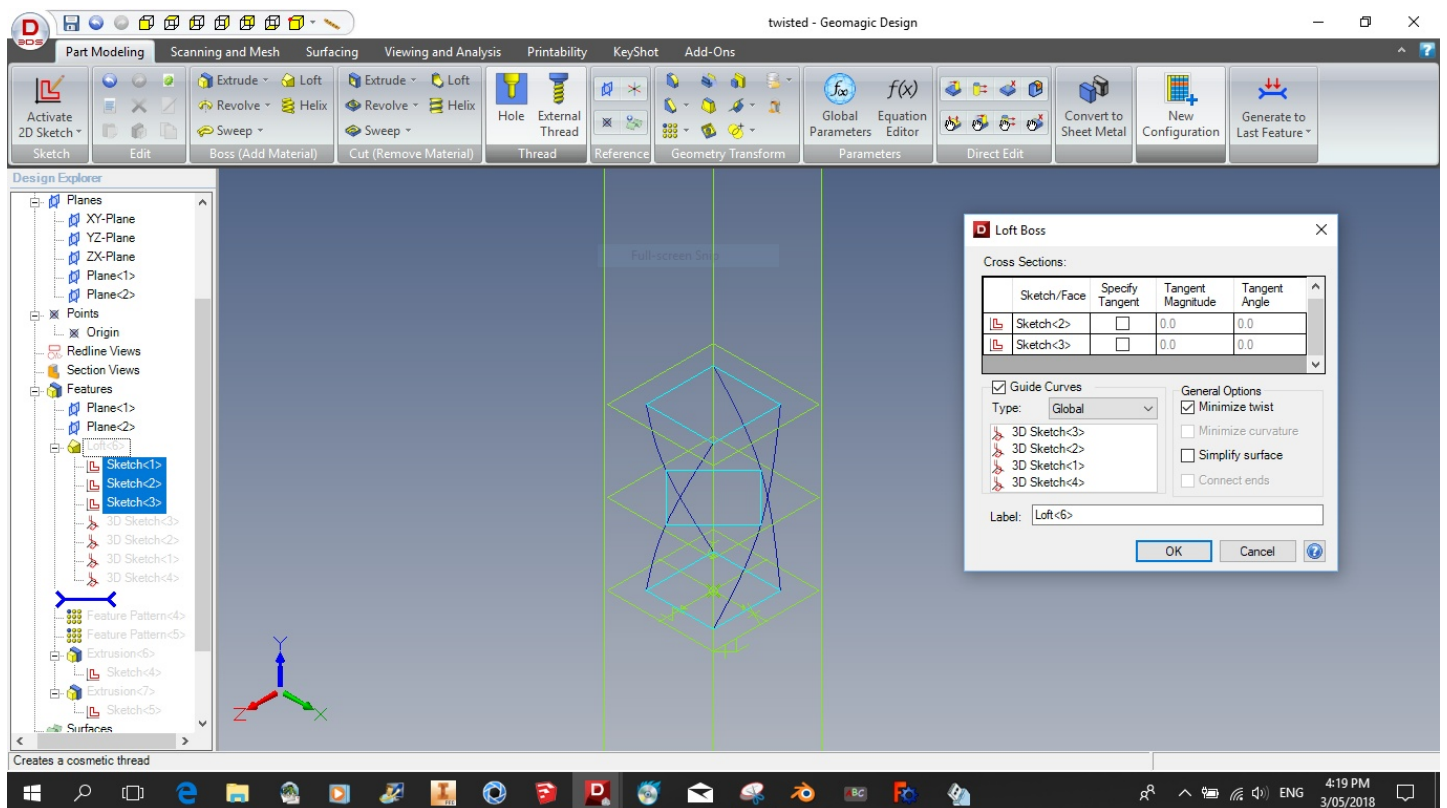 twisted - Geomagic Design
D
3DS
Part Modeling Scanning and Mesh Surfacing Viewing and Analysis Printability KeyShot Add-Ons
Activate
2D Sketch
Sketch
Edit
Extrude Loft
Revolve Helix
Sweep
Boss (Add Material)
Extrude Loft
Revolve Helix
Sweep
Cut (Remove Material)
Hole
External
Thread
Thread
Reference
Geometry Transform
Global
Parameters
f(x)
Equation
Editor
Parameters
Direct Edit
Convert to
Sheet Metal
New
Configuration
Generate to
Last Feature
Design Explorer
Planes
XY-Plane
YZ-Plane
ZX-Plane
Plane<1>
Plane<2>
Points
Origin
Redline Views
Section Views
Features
Plane<1>
Plane<2>
Loft<6>
Sketch<1>
Sketch<2>
Sketch<3>
3D Sketch<3>
3D Sketch<2>
3D Sketch<1>
3D Sketch<4>
Feature Pattern<4>
Feature Pattern<5>
Extrusion<6>
Sketch<4>
Extrusion<7>
Sketch<5>
Surfaces
Full-screen Snip
Y
Z
X
D Loft Boss
Cross Sections:
Sketch/Face
Specify
Tangent
Tangent
Magnitude
Tangent
Angle
Sketch<2> 0.0 0.0
Sketch<3> 0.0 0.0
Guide Curves
Type: Global
3D Sketch<3>
3D Sketch<2>
3D Sketch<1>
3D Sketch<4>
General Options
Minimize twist
Minimize curvature
Simplify surface
Connect ends
Label: Loft<6>
OK Cancel
Creates a cosmetic thread
ENG
4:19 PM
3/05/2018